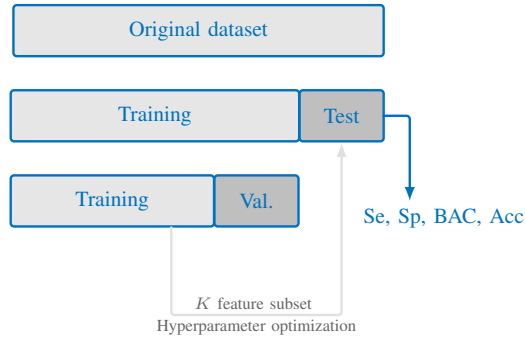 Original dataset
Training Test
Training Val.
Se, Sp, BAC, Acc
K feature subset
Hyperparameter optimization